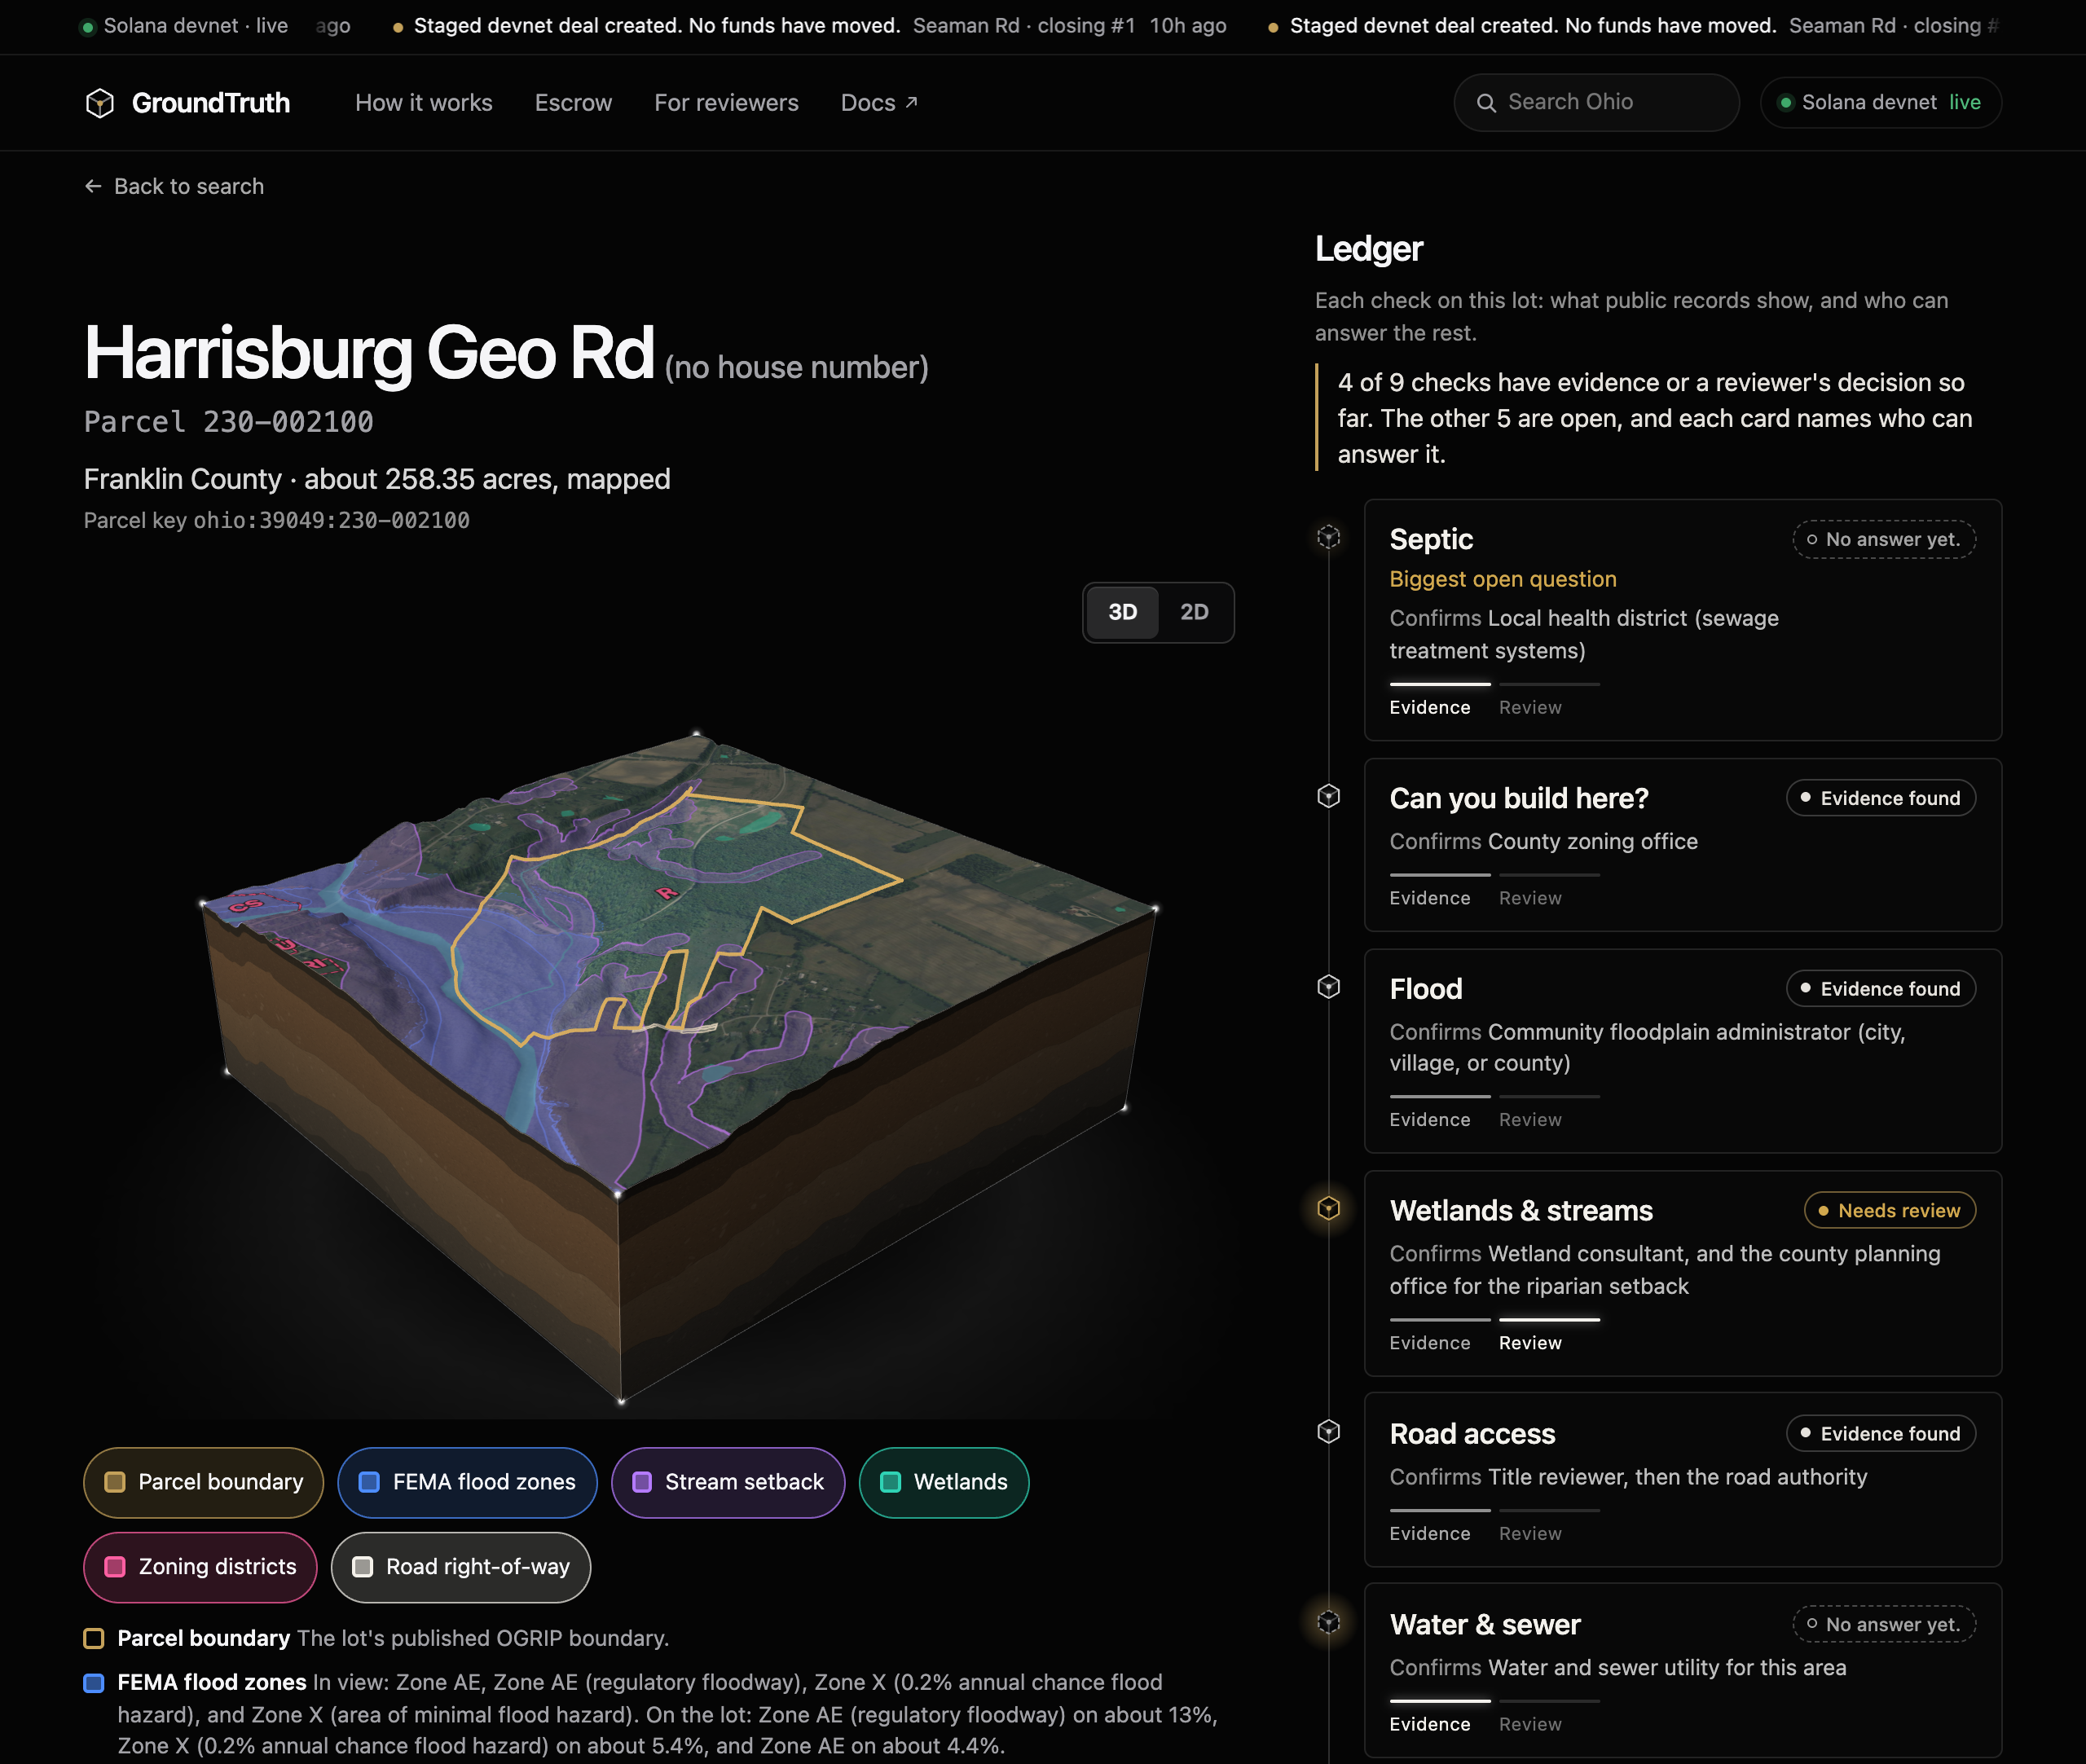 Solana devnet · live
ago
Staged devnet deal created. No funds have moved. Seaman Rd · closing #1 10h ago
Staged devnet deal created. No funds have moved. Seaman Rd · closing #
GroundTruth
How it works
Escrow
For reviewers
Docs ↗
Search Ohio
Solana devnet live
← Back to search
Harrisburg Geo Rd (no house number)
Parcel 230-002100
Franklin County · about 258.35 acres, mapped
Parcel key ohio:39049:230-002100
3D
2D
R
CS
RI
Parcel boundary
FEMA flood zones
Stream setback
Wetlands
Zoning districts
Road right-of-way
Parcel boundary The lot's published OGRIP boundary.
FEMA flood zones In view: Zone AE, Zone AE (regulatory floodway), Zone X (0.2% annual chance flood
hazard), and Zone X (area of minimal flood hazard). On the lot: Zone AE (regulatory floodway) on about 13%,
Zone X (0.2% annual chance flood hazard) on about 5.4%, and Zone AE on about 4.4%.
Ledger
Each check on this lot: what public records show, and who can
answer the rest.
4 of 9 checks have evidence or a reviewer's decision so
far. The other 5 are open, and each card names who can
answer it.
Septic
No answer yet.
Biggest open question
Confirms Local health district (sewage
treatment systems)
Evidence
Review
Can you build here?
Evidence found
Confirms County zoning office
Evidence
Review
Flood
Evidence found
Confirms Community floodplain administrator (city,
village, or county)
Evidence
Review
Wetlands & streams
Needs review
Confirms Wetland consultant, and the county planning
office for the riparian setback
Evidence
Review
Road access
Evidence found
Confirms Title reviewer, then the road authority
Evidence
Review
Water & sewer
No answer yet.
Confirms Water and sewer utility for this area
Evidence
Review